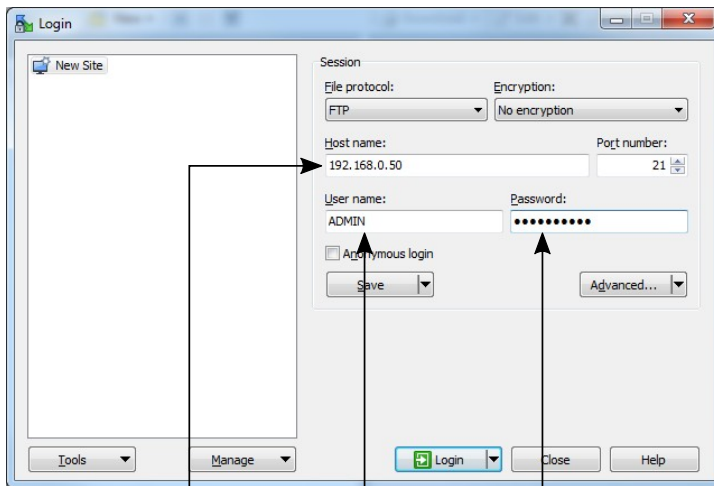 Login
New Site
Session
File protocol:
Encryption:
FTP
No encryption
Host name:
Port number:
192.168.0.50
21
User name:
Password:
ADMIN
●●●●●●●●●●
Anonymous login
Save
Advanced...
Tools
Manage
Login
Close
Help